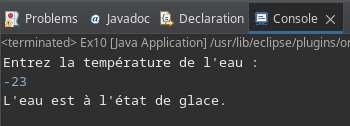 Problems Javadoc Declaration Console
<terminated> Ex10 [Java Application] /usr/lib/eclipse/plugins/or
Entrez la température de l'eau :
-23
L'eau est à l'état de glace.